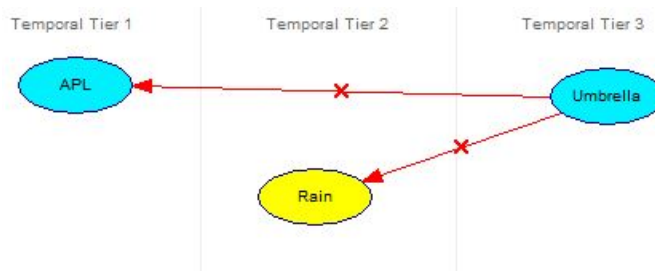 Temporal Tier 1 Temporal Tier 2 Temporal Tier 3
APL
Umbrella
Rain